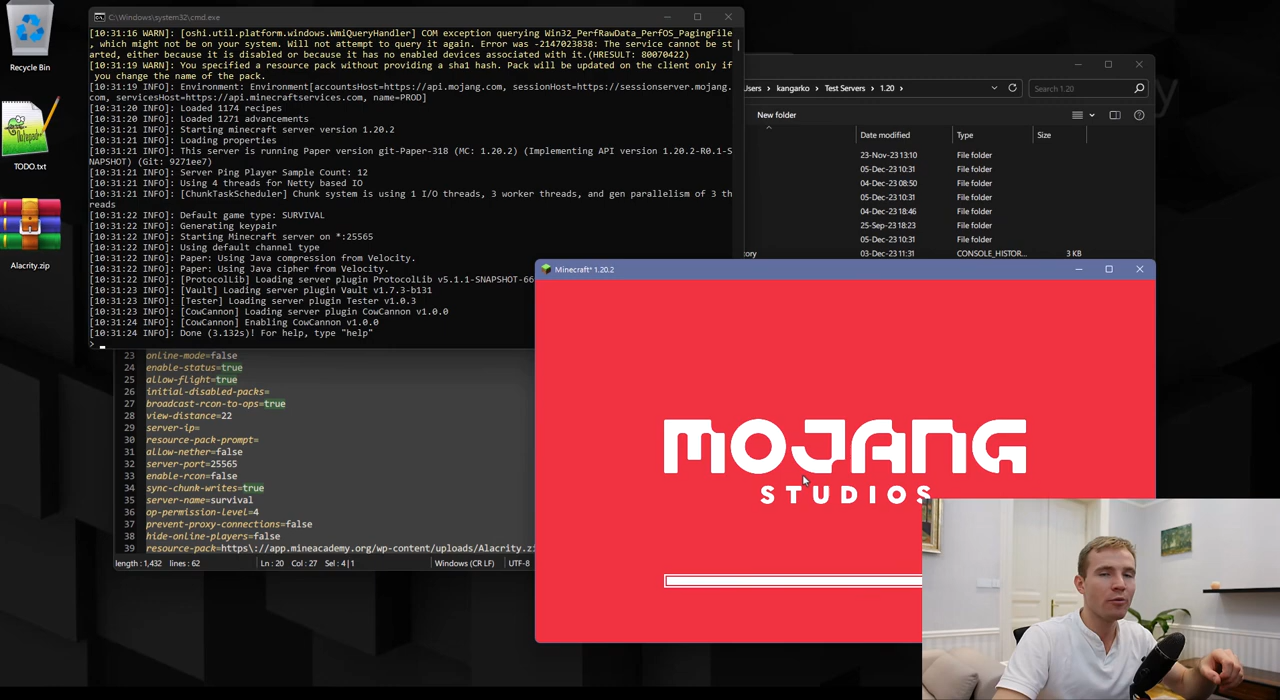 Recycle Bin
TODO.txt
Alacrity.zip
C:\Windows\system32\cmd.exe
[10:31:16 WARN]: [oshi.util.platform.windows.WmiQueryHandler] COM exception querying Win32_PerfRawData_PerfOS_PagingFile
, which might not be on your system. Will not attempt to query it again. Error was -2147023838: The service cannot be st
arted, either because it is disabled or because it has no enabled devices associated with it.(HRESULT: 80070422)
[10:31:19 WARN]: You specified a resource pack without providing a sha1 hash. Pack will be updated on the client only if
you change the name of the pack.
[10:31:19 INFO]: Environment: Environment[accountsHost=https://api.mojang.com, sessionHost=https://sessionserver.mojang.
com, servicesHost=https://api.minecraftservices.com, name=PROD]
[10:31:20 INFO]: Loaded 1174 recipes
[10:31:20 INFO]: Loaded 1271 advancements
[10:31:21 INFO]: Starting minecraft server version 1.20.2
[10:31:21 INFO]: Loading properties
[10:31:21 INFO]: This server is running Paper version git-Paper-318 (MC: 1.20.2) (Implementing API version 1.20.2-R0.1-S
NAPSHOT) (Git: 9271ee7)
[10:31:21 INFO]: Server Ping Player Sample Count: 12
[10:31:21 INFO]: Using 4 threads for Netty based IO
[10:31:21 INFO]: [ChunkTaskScheduler] Chunk system is using 1 I/O threads, 3 worker threads, and gen parallelism of 3 th
reads
[10:31:22 INFO]: Default game type: SURVIVAL
[10:31:22 INFO]: Generating keypair
[10:31:22 INFO]: Starting Minecraft server on *:25565
[10:31:22 INFO]: Using default channel type
[10:31:22 INFO]: Paper: Using Java compression from Velocity.
[10:31:22 INFO]: Paper: Using Java cipher from Velocity.
[10:31:22 INFO]: [ProtocolLib] Loading server plugin ProtocolLib v5.1.1-SNAPSHOT-66
[10:31:23 INFO]: [Vault] Loading server plugin Vault v1.7.3-b131
[10:31:23 INFO]: [Tester] Loading server plugin Tester v1.0.3
[10:31:23 INFO]: [CowCannon] Loading server plugin CowCannon v1.0.0
[10:31:24 INFO]: [CowCannon] Enabling CowCannon v1.0.0
[10:31:24 INFO]: Done (3.132s)! For help, type "help"
>
Users > kangarko > Test Servers > 1.20 >
Search 1.20
New folder
Date modified Type Size
23-Nov-23 13:10 File folder
05-Dec-23 10:31 File folder
04-Dec-23 08:50 File folder
05-Dec-23 10:31 File folder
04-Dec-23 18:46 File folder
25-Sep-23 18:23 File folder
05-Dec-23 10:31 File folder
ory 03-Dec-23 11:31 CONSOLE_HISTOR... 3 KB
23 online-mode=false
24 enable-status=true
25 allow-flight=true
26 initial-disabled-packs=
27 broadcast-rcon-to-ops=true
28 view-distance=22
29 server-ip=
30 resource-pack-prompt=
31 allow-nether=false
32 server-port=25565
33 enable-rcon=false
34 sync-chunk-writes=true
35 server-name=survival
36 op-permission-level=4
37 prevent-proxy-connections=false
38 hide-online-players=false
39 resource-pack=https\://app.mineacademy.org/wp-content/uploads/Alacrity.zi
length : 1,432 lines : 62 Ln : 20 Col : 27 Sel : 4 | 1 Windows (CR LF) UTF-8
Minecraft* 1.20.2
MOJANG
STUDIOS